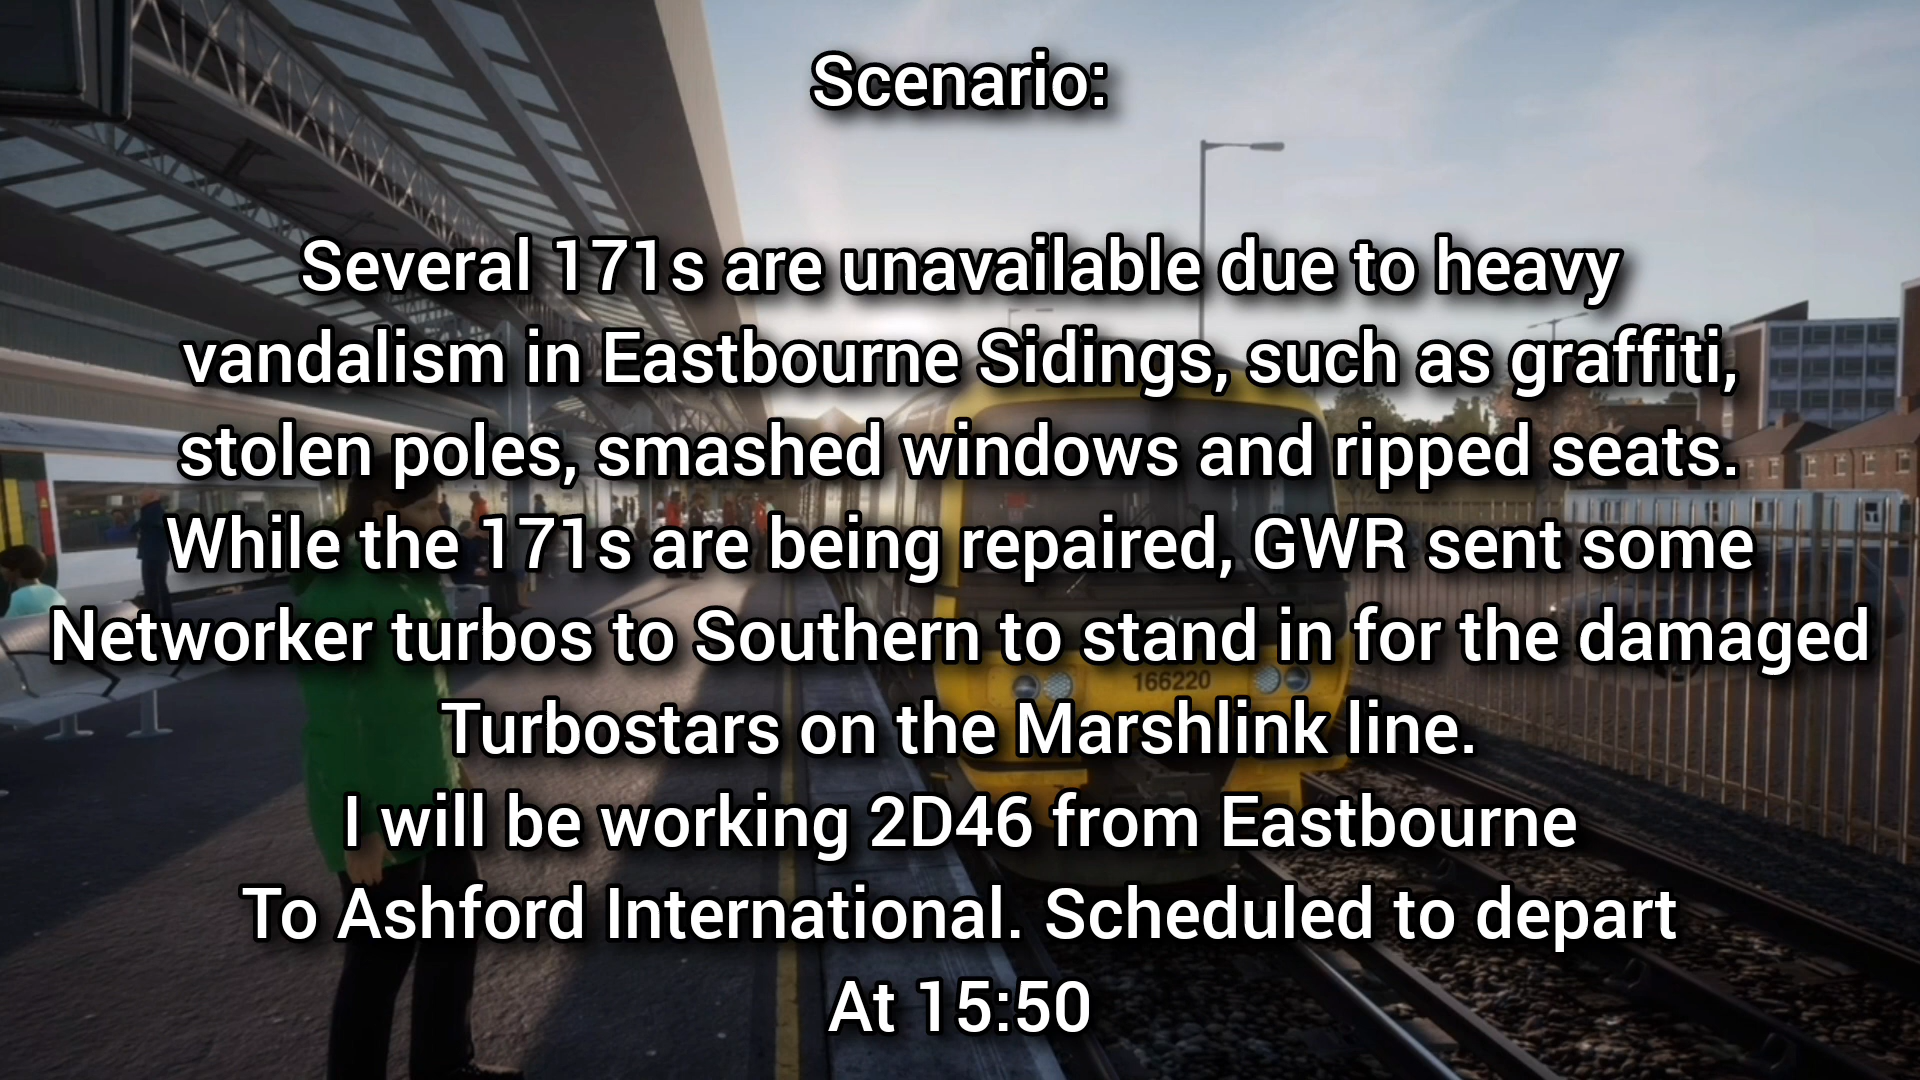 Scenario:
Several 171s are unavailable due to heavy
vandalism in Eastbourne Sidings, such as graffiti,
stolen poles, smashed windows and ripped seats.
While the 171s are being repaired, GWR sent some
Networker turbos to Southern to stand in for the damaged
166220
Turbostars on the Marshlink line.
I will be working 2D46 from Eastbourne
To Ashford International. Scheduled to depart
At 15:50